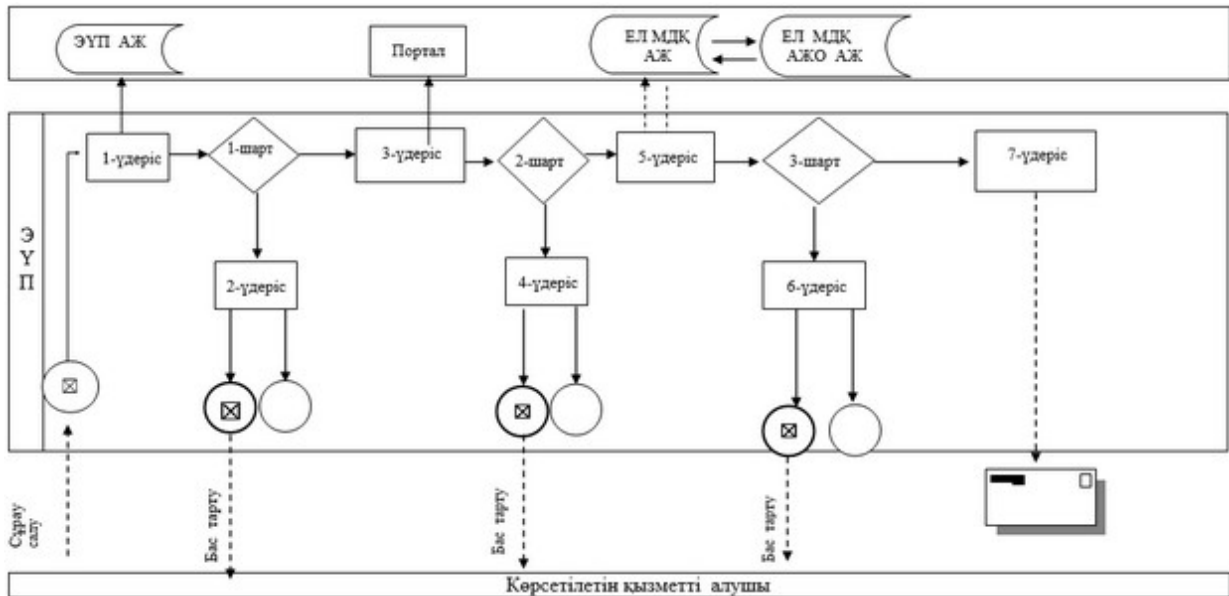 ЭҮП АЖ
Портал
ЕЛ МДҚ
АЖ
ЕЛ МДҚ
АЖО АЖ
ЭҮП
1-үдеріс
1-шарт
3-үдеріс
2-шарт
5-үдеріс
3-шарт
7-үдеріс
2-үдеріс
4-үдеріс
6-үдеріс
Сұрау
салу
Бас тарту
Бас тарту
Бас тарту
Көрсетілетін қызметті алушы